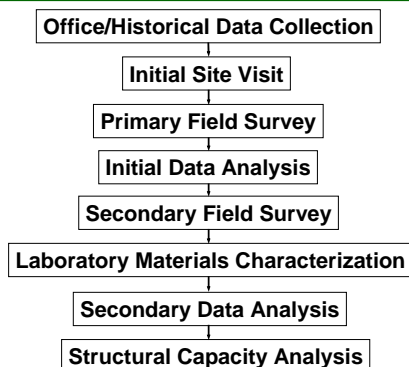 Office/Historical Data Collection
Initial Site Visit
Primary Field Survey
Initial Data Analysis
Secondary Field Survey
Laboratory Materials Characterization
Secondary Data Analysis
Structural Capacity Analysis